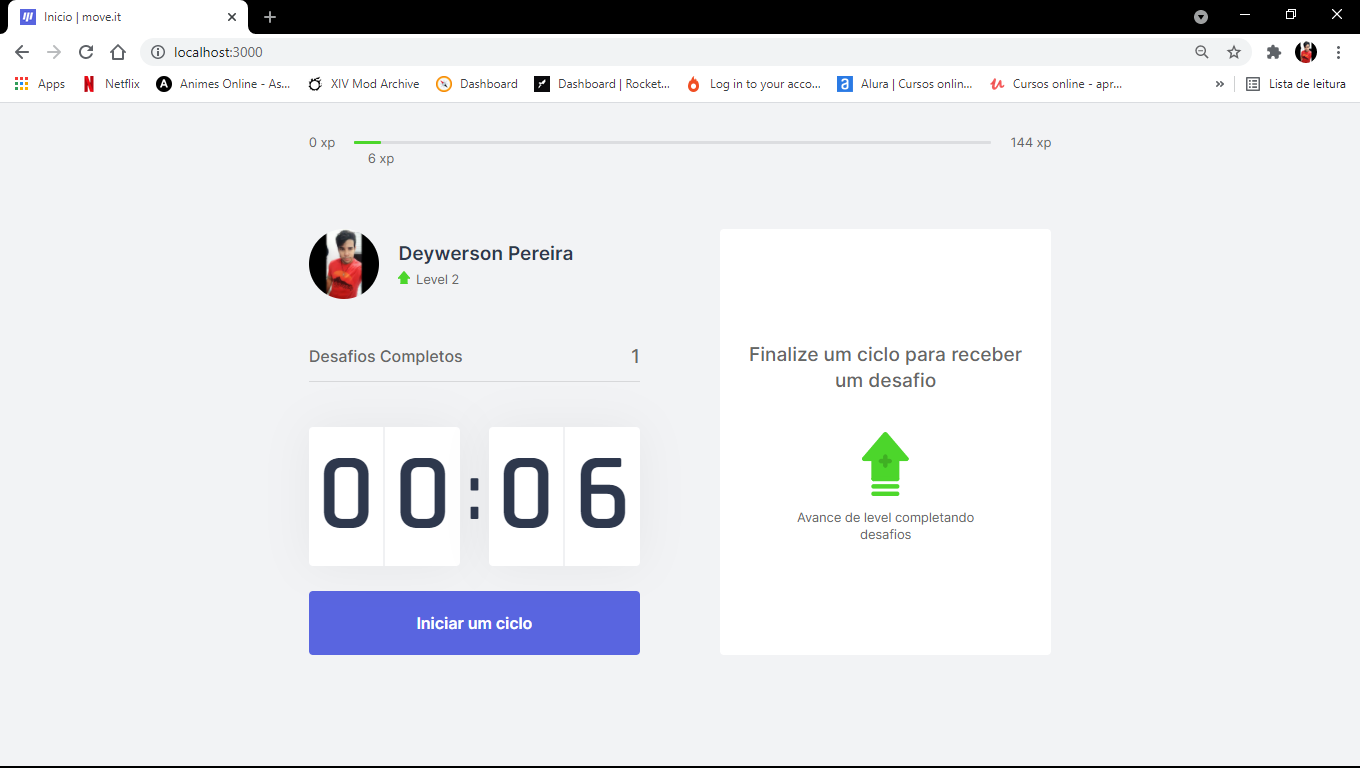 Inicio | move.it
localhost:3000
Apps
Netflix
Animes Online - As...
XIV Mod Archive
Dashboard
Dashboard | Rocket...
Log in to your acco...
Alura | Cursos onlin...
Cursos online - apr...
»
Lista de leitura
0 xp
144 xp
6 xp
Deywerson Pereira
Level 2
Desafios Completos
1
00:06
Iniciar um ciclo
Finalize um ciclo para receber
um desafio
Avance de level completando
desafios